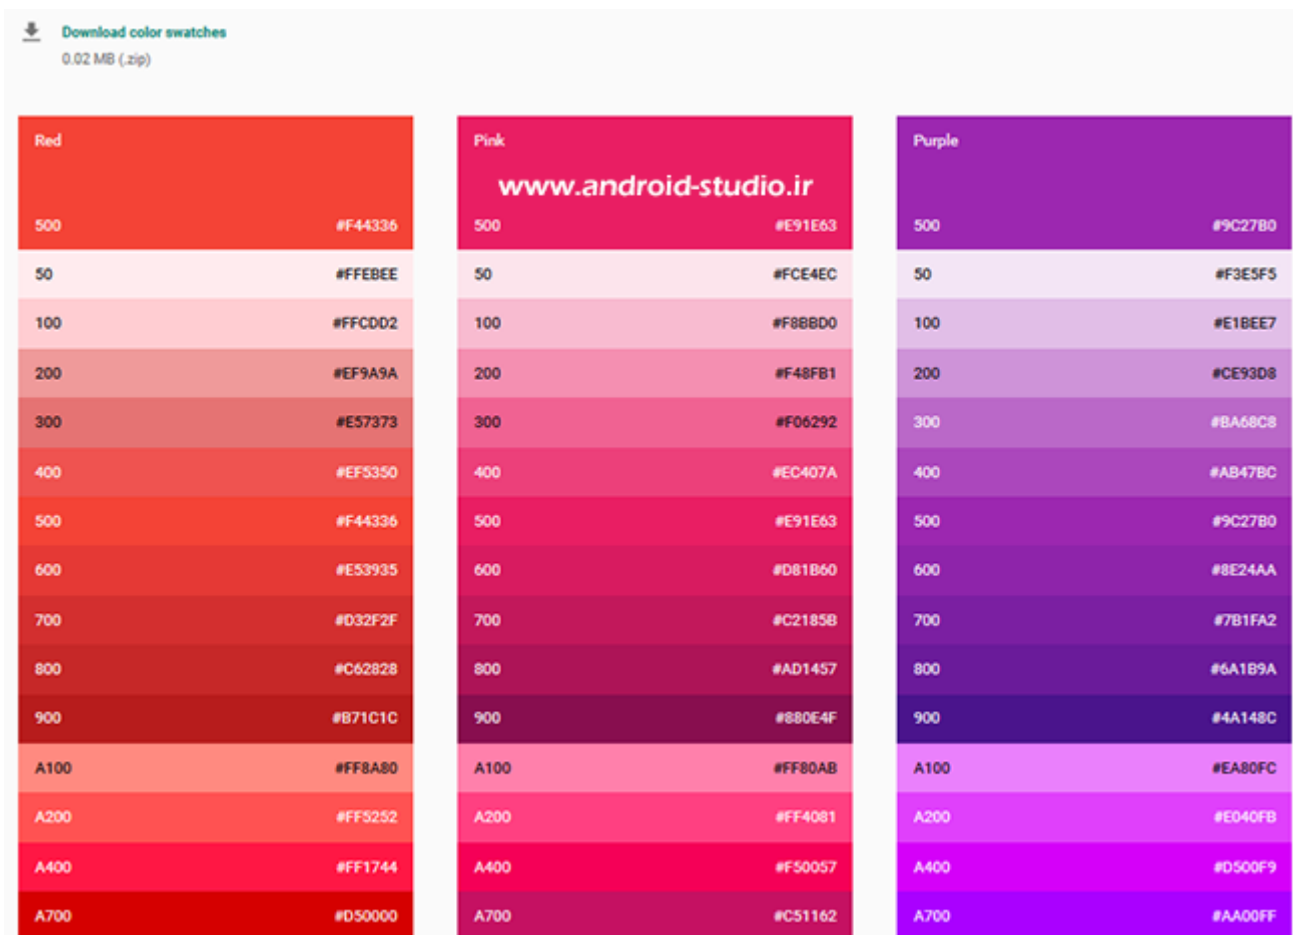 Download color swatches
0.02 MB (.zip)
Red
500 #F44336
50 #FFEBEE
100 #FFCDD2
200 #EF9A9A
300 #E57373
400 #EF5350
500 #F44336
600 #E53935
700 #D32F2F
800 #C62828
900 #B71C1C
A100 #FF8A80
A200 #FF5252
A400 #FF1744
A700 #D50000
Pink
www.android-studio.ir
500 #E91E63
50 #FCE4EC
100 #F8BBD0
200 #F48FB1
300 #F06292
400 #EC407A
500 #E91E63
600 #D81B60
700 #C2185B
800 #AD1457
900 #880E4F
A100 #FF80AB
A200 #FF4081
A400 #F50057
A700 #C51162
Purple
500 #9C27B0
50 #F3E5F5
100 #E1BEE7
200 #CE93D8
300 #BA68C8
400 #AB47BC
500 #9C27B0
600 #8E24AA
700 #7B1FA2
800 #6A1B9A
900 #4A148C
A100 #EA80FC
A200 #E040FB
A400 #D500F9
A700 #AA00FF